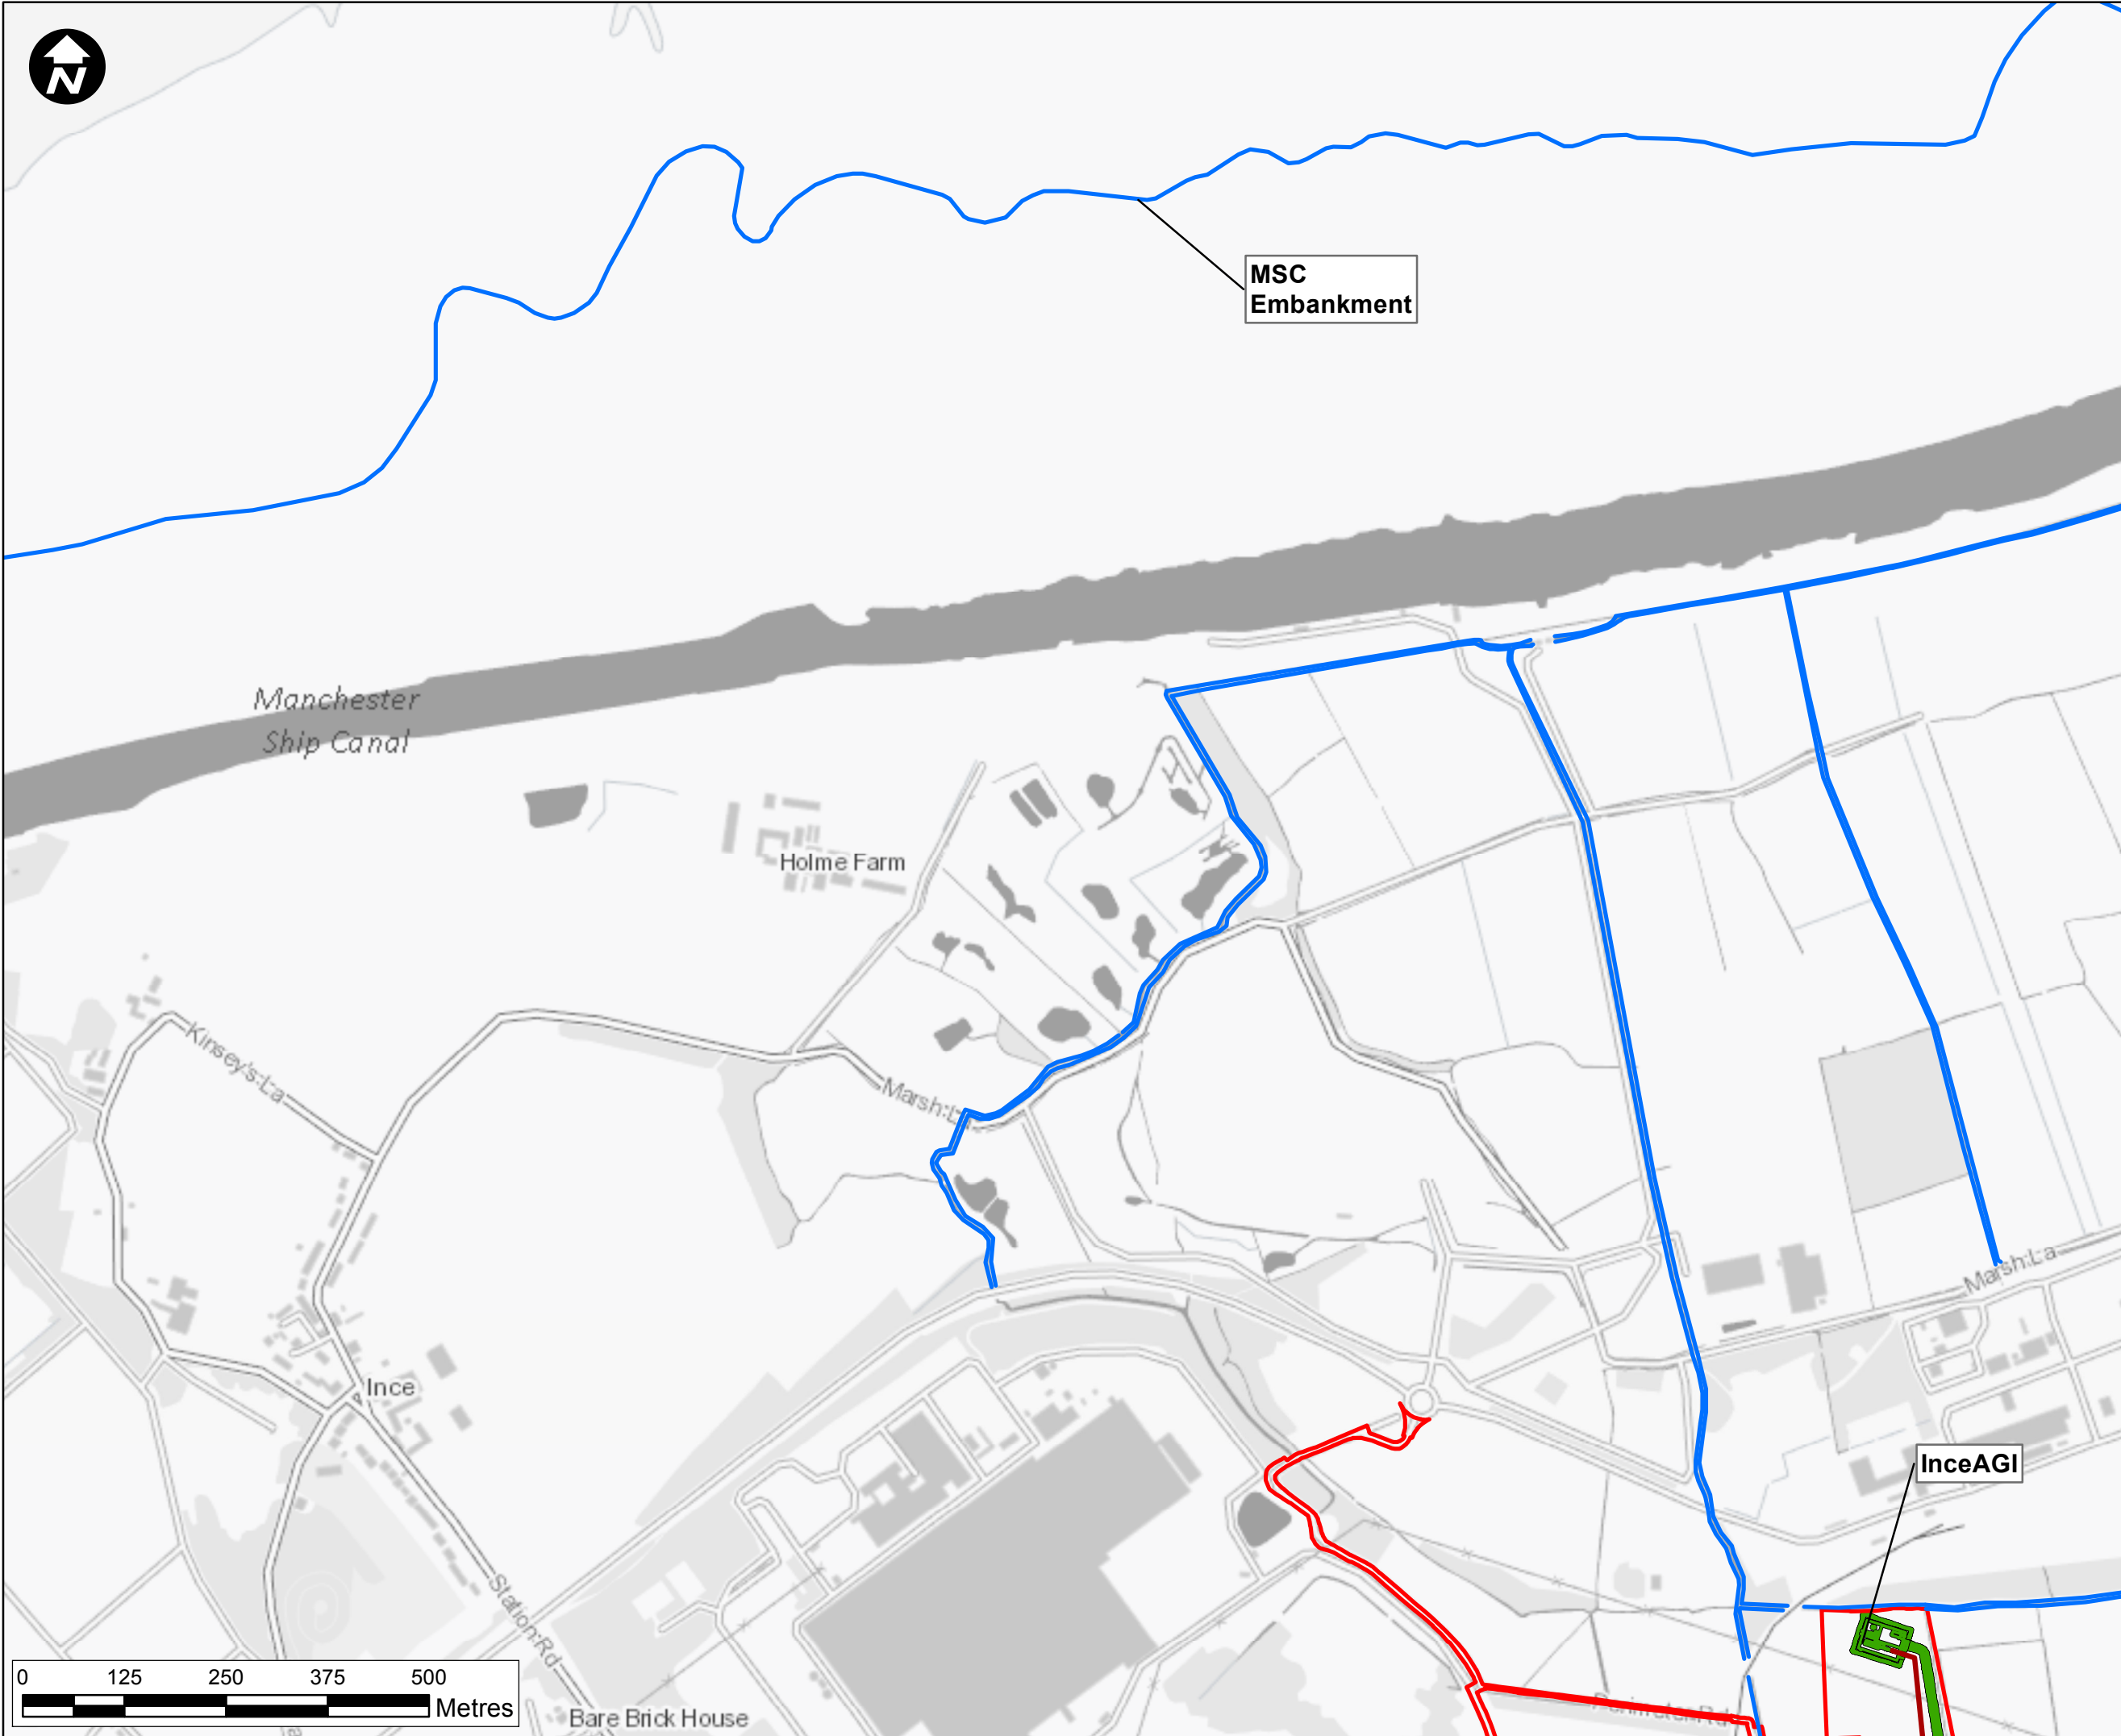 N
MSC
Embankment
Manchester
Ship Canal
Holme Farm
Kinsey's La
Marsh L
Marsh La
Ince
InceAGI
Station Rd
0 125 250 375 500
Metres
Bare Brick House